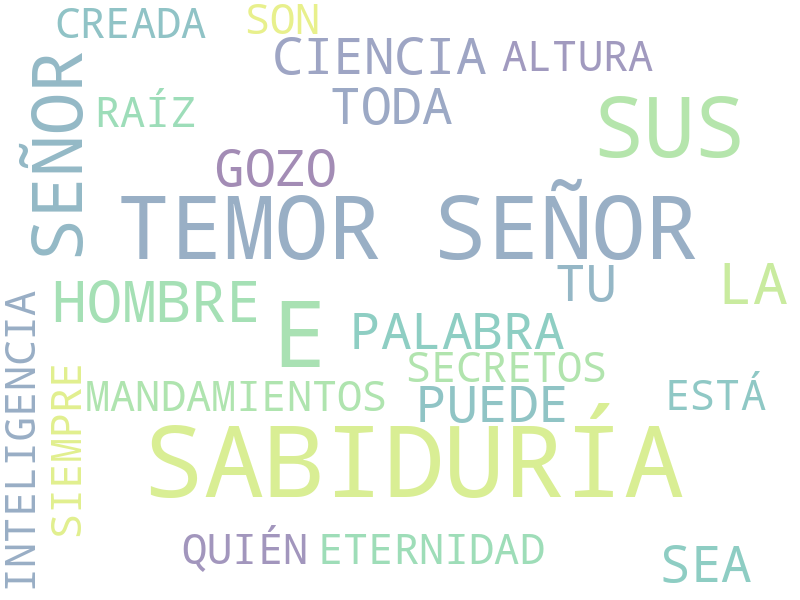 CREADA
SON
CIENCIA
ALTURA
SEÑOR
RAÍZ
TODA
SUS
GOZO
TEMOR SEÑOR
TU
LA
HOMBRE
E
PALABRA
INTELIGENCIA
SIEMPRE
SECRETOS
MANDAMIENTOS
PUEDE
ESTÁ
SABIDURÍA
QUIÉN
ETERNIDAD
SEA